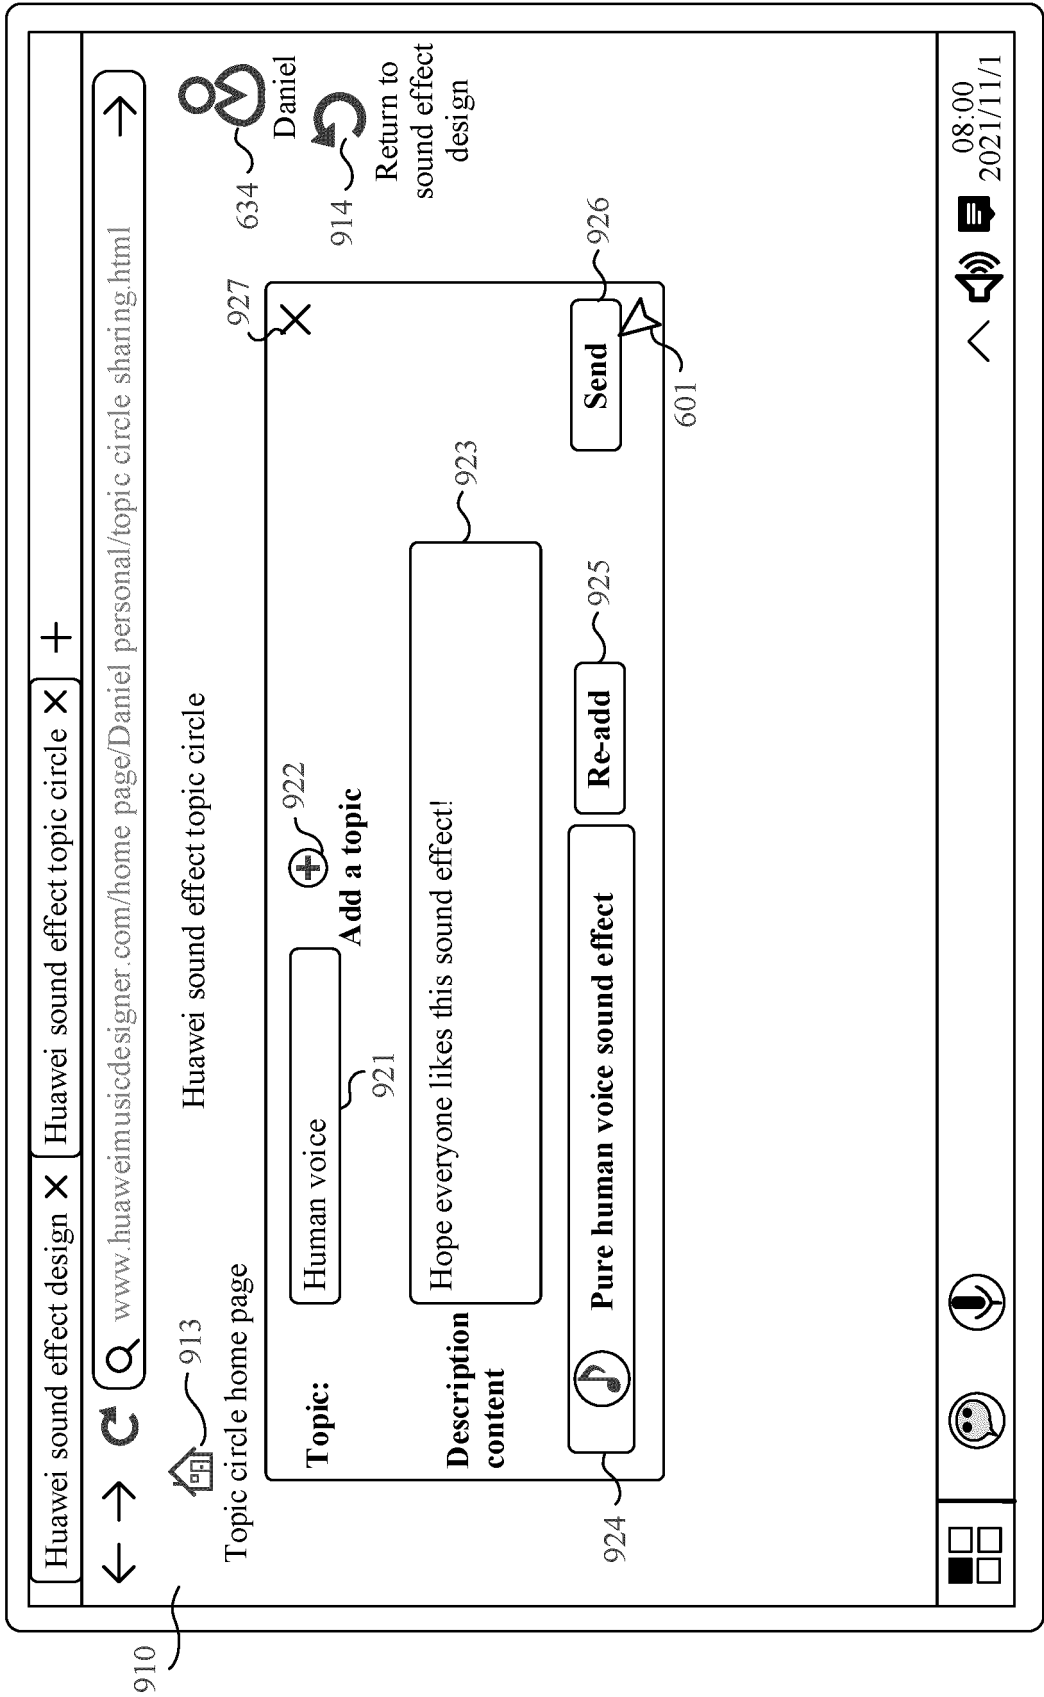 Huawei sound effect design
Huawei sound effect topic circle
www.huaweimusicdesigner.com/home page/Daniel personal/topic circle sharing.html
910
913
Topic circle home page
Huawei sound effect topic circle
634
Daniel
914
Return to
sound effect
design
927
Topic:
Human voice
921
922
Add a topic
Description
content
Hope everyone likes this sound effect!
923
924
Pure human voice sound effect
Re-add
925
Send
926
601
08:00
2021/11/1